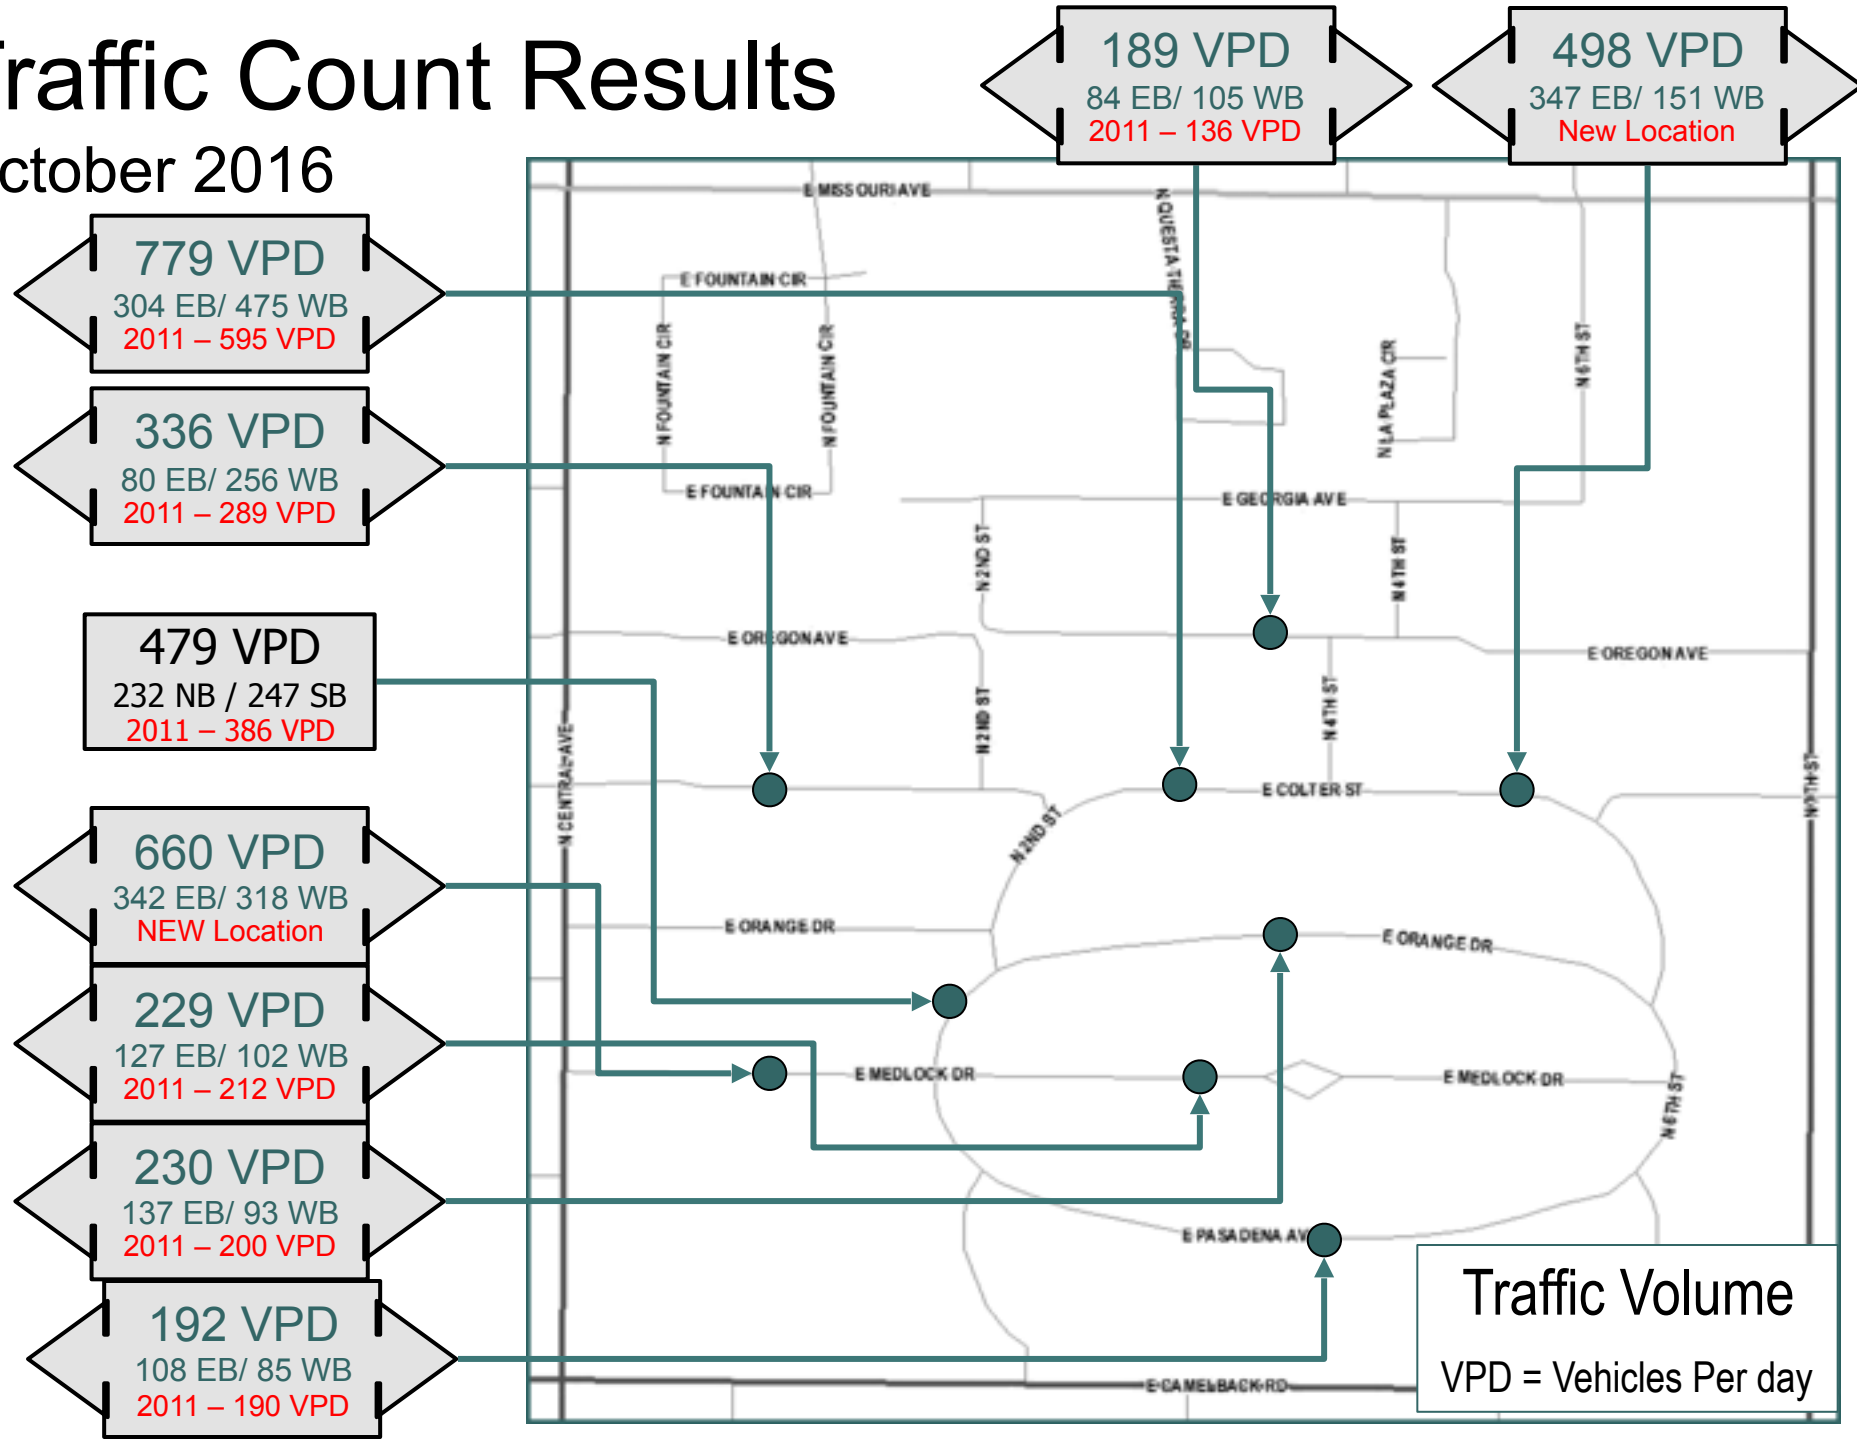 raffic Count Results
ctober 2016
189 VPD
84 EB/ 105 WB
2011 – 136 VPD
498 VPD
347 EB/ 151 WB
New Location
779 VPD
304 EB/ 475 WB
2011 – 595 VPD
336 VPD
80 EB/ 256 WB
2011 – 289 VPD
479 VPD
232 NB / 247 SB
2011 – 386 VPD
660 VPD
342 EB/ 318 WB
NEW Location
229 VPD
127 EB/ 102 WB
2011 – 212 VPD
230 VPD
137 EB/ 93 WB
2011 – 200 VPD
192 VPD
108 EB/ 85 WB
2011 – 190 VPD
E MISSOURI AVE
N QUESTA TIERRA DR
E FOUNTAIN CIR
N FOUNTAIN CIR
N FOUNTAIN CIR
N LA PLAZA CIR
N 6TH ST
E FOUNTAIN CIR
E GEORGIA AVE
N 2ND ST
N 4TH ST
E OREGON AVE
E OREGON AVE
N 2ND ST
N 4TH ST
N CENTRAL AVE
E COLTER ST
N 7TH ST
N 2ND ST
E ORANGE DR
E ORANGE DR
E MEDLOCK DR
E MEDLOCK DR
N 6TH ST
E PASADENA AV
E CAMELBACK RD
Traffic Volume
VPD = Vehicles Per day